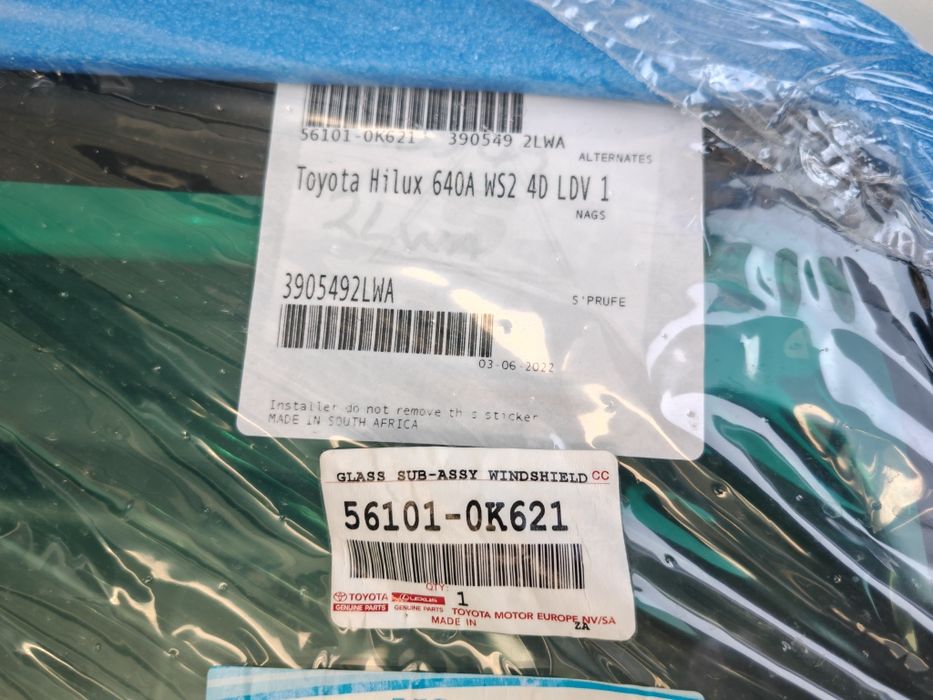 56101-0K621 390549 2LWA
ALTERNATES
Toyota Hilux 640A WS2 4D LDV 1
NAGS
3905492LWA
S'PRUFE
03-06-2022
Installer do not remove this sticker
MADE IN SOUTH AFRICA
GLASS SUB-ASSY WINDSHIELD CC
56101-0K621
QTY: 1
TOYOTA LEXUS
GENUINE PARTS GENUINE PARTS
TOYOTA MOTOR EUROPE NV/SA
MADE IN ZA